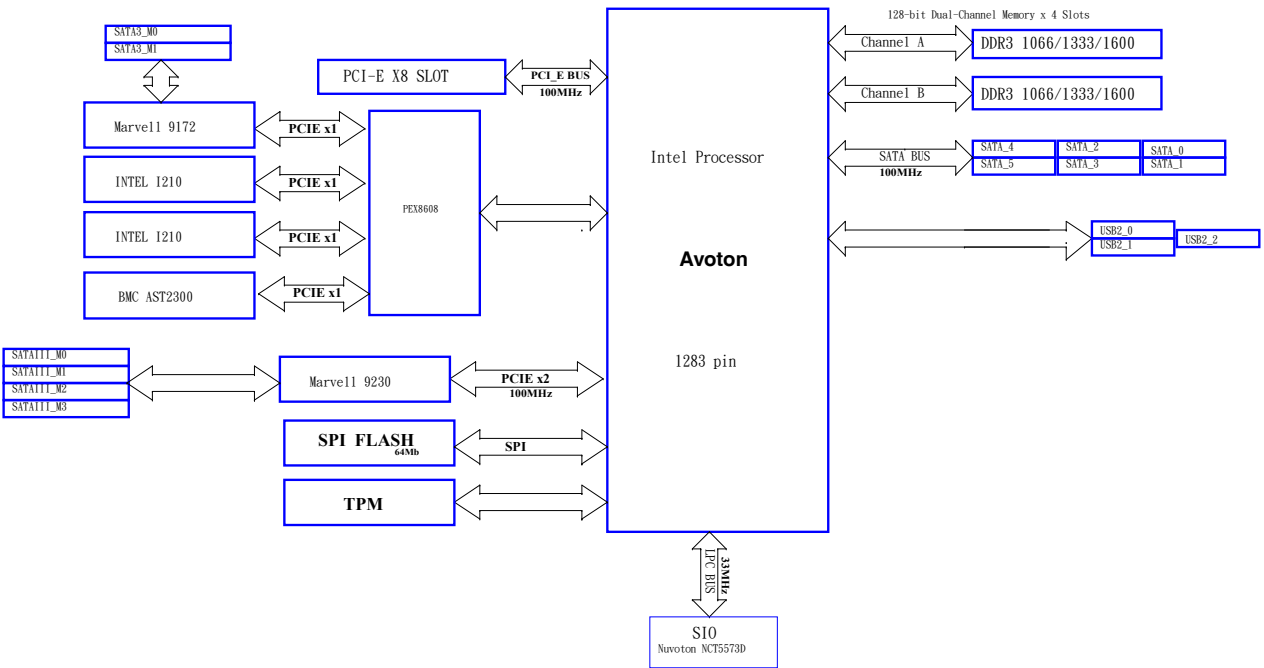 128-bit Dual-Channel Memory x 4 Slots
SATA3_M0
SATA3_M1
Channel A
DDR3 1066/1333/1600
PCI-E X8 SLOT
PCI_E BUS
100MHz
Channel B
DDR3 1066/1333/1600
Marvell 9172
PCIE x1
Intel Processor
SATA BUS
100MHz
SATA_4
SATA_2
SATA_0
SATA_5
SATA_3
SATA_1
INTEL I210
PCIE x1
PEX8608
INTEL I210
PCIE x1
USB2_0
USB2_1
USB2_2
Avoton
BMC AST2300
PCIE x1
SATAIII_M0
SATAIII_M1
SATAIII_M2
SATAIII_M3
Marvell 9230
PCIE x2
100MHz
1283 pin
SPI FLASH
64Mb
SPI
TPM
33MHz
LPC BUS
SIO
Nuvoton NCT5573D